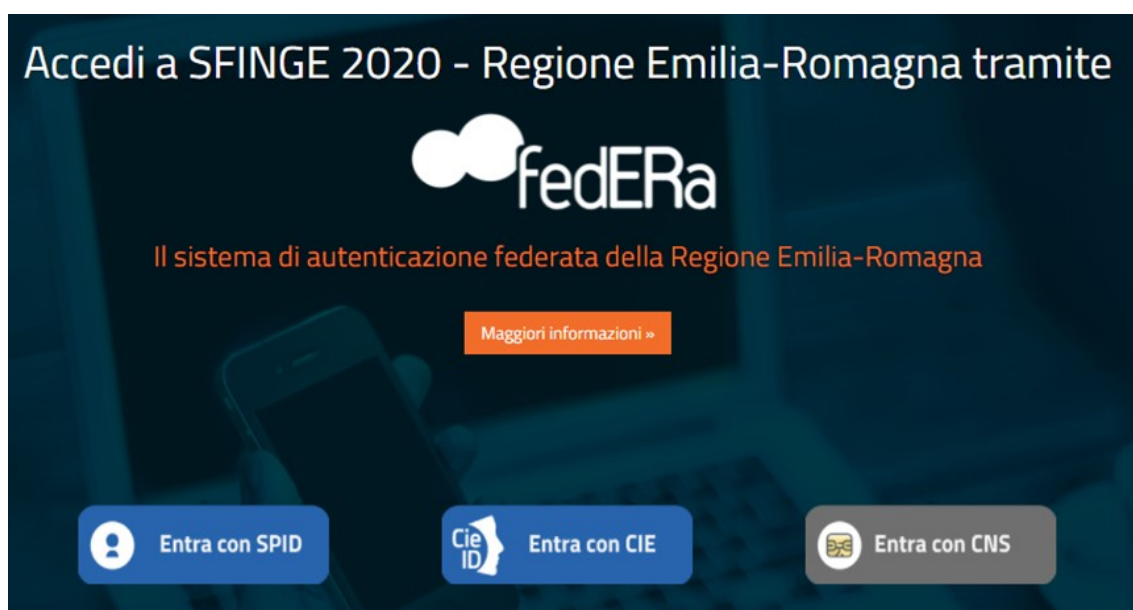 Accedi a SFINGE 2020 - Regione Emilia-Romagna tramite
fedERa
Il sistema di autenticazione federata della Regione Emilia-Romagna
Maggiori informazioni »
Entra con SPID
Cie
ID
Entra con CIE
Entra con CNS